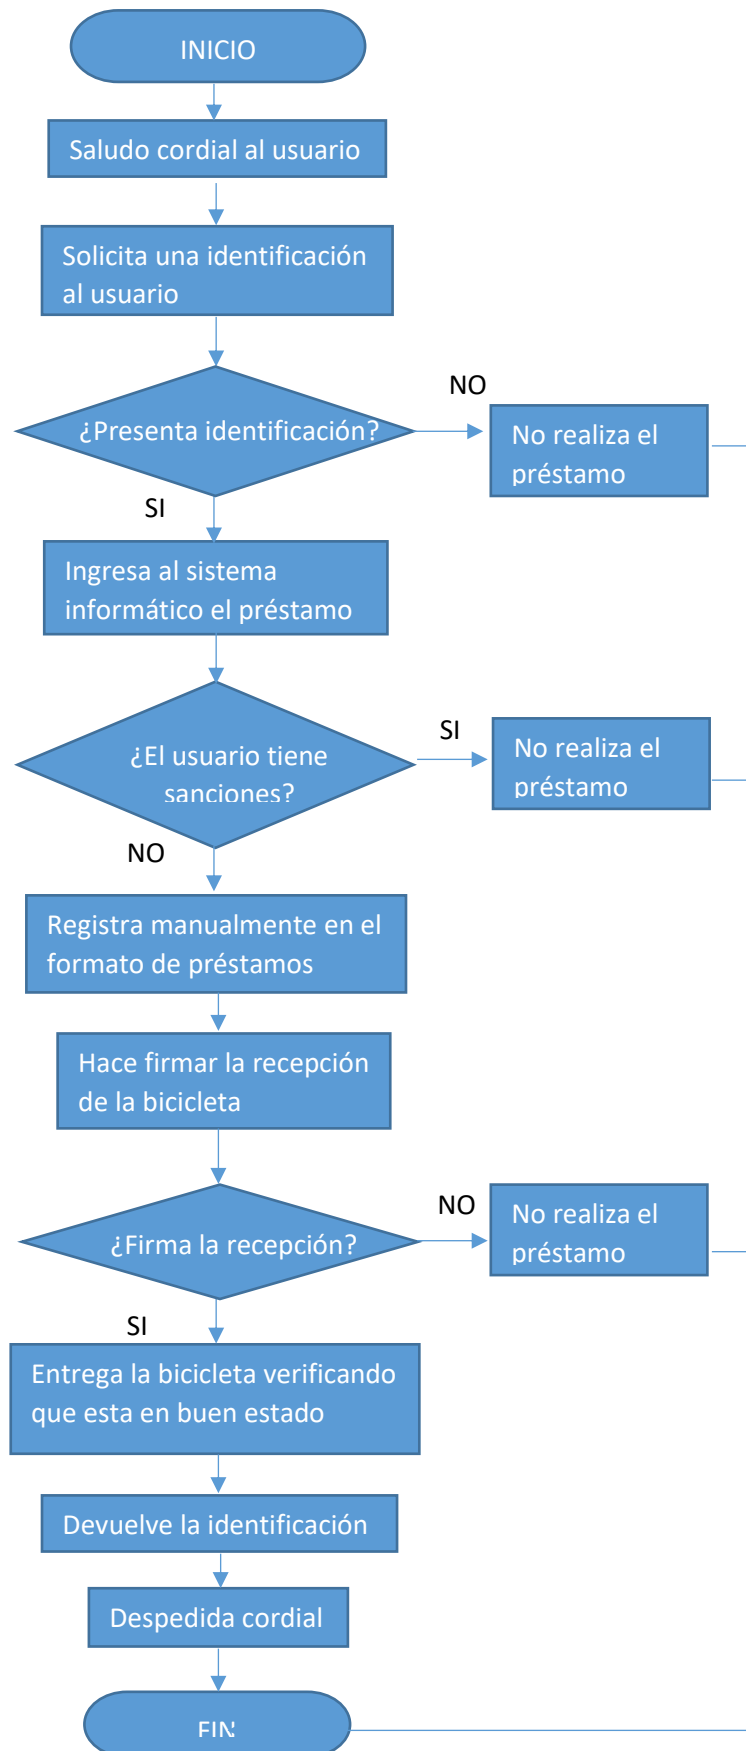 INICIO
Saludo cordial al usuario
Solicita una identificación
al usuario
¿Presenta identificación?
NO
No realiza el
préstamo
SI
Ingresa al sistema
informático el préstamo
¿El usuario tiene
sanciones?
SI
No realiza el
préstamo
NO
Registra manualmente en el
formato de préstamos
Hace firmar la recepción
de la bicicleta
¿Firma la recepción?
NO
No realiza el
préstamo
SI
Entrega la bicicleta verificando
que esta en buen estado
Devuelve la identificación
Despedida cordial
FIN